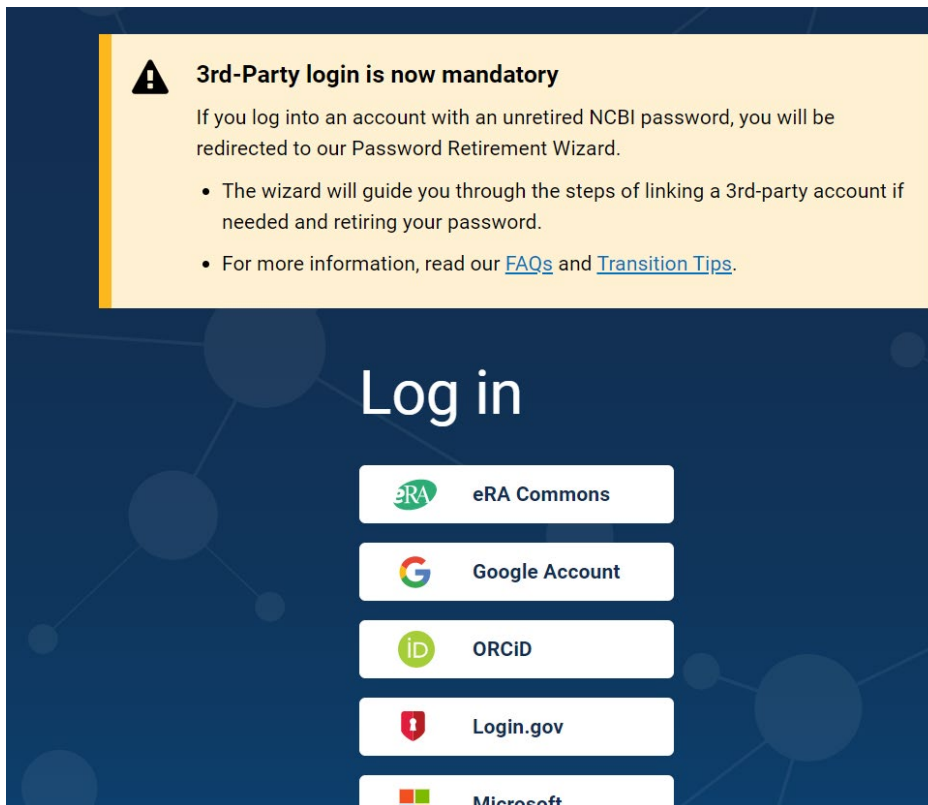 3rd-Party login is now mandatory
If you log into an account with an unretired NCBI password, you will be
redirected to our Password Retirement Wizard.
• The wizard will guide you through the steps of linking a 3rd-party account if
needed and retiring your password.
• For more information, read our FAQs and Transition Tips.
Log in
eRA eRA Commons
Google Account
iD ORCiD
Login.gov
Microsoft